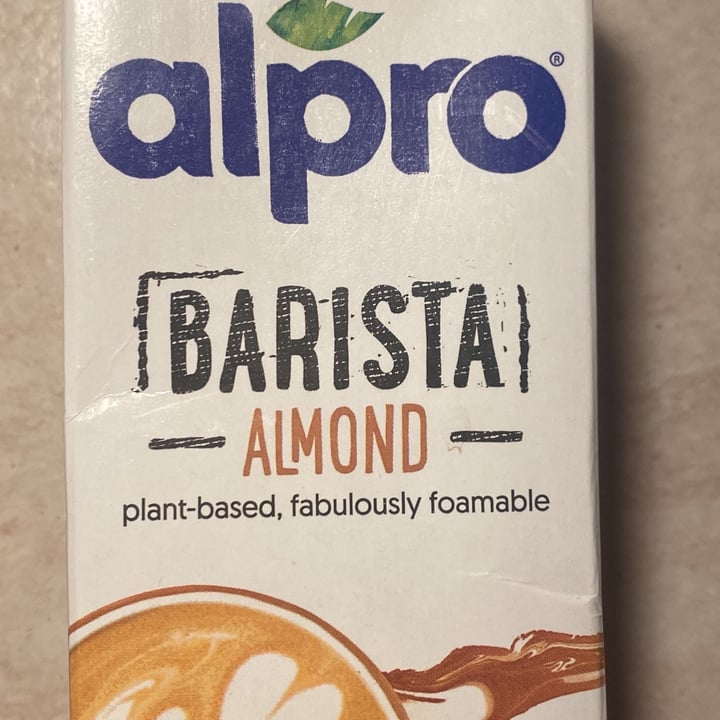 alpro®
BARISTA
ALMOND
plant-based, fabulously foamable